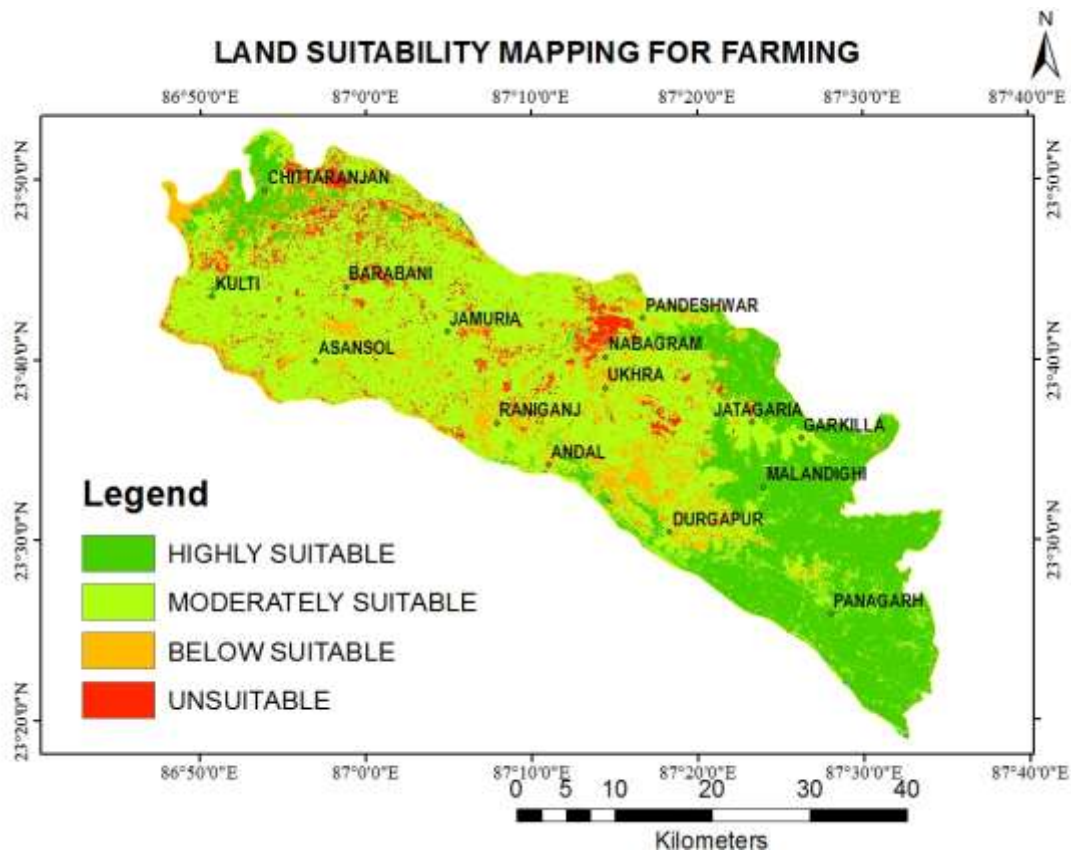 N
LAND SUITABILITY MAPPING FOR FARMING
86°50'0"E 87°0'0"E 87°10'0"E 87°20'0"E 87°30'0"E 87°40'0"E
23°50'0"N 23°50'0"N
CHITTARANJAN
KULTI
BARABANI
PANDESHWAR
JAMURIA
NABAGRAM
ASANSOL
23°40'0"N 23°40'0"N
UKHRA
RANIGANJ
JATAGARIA
GARKILLA
ANDAL
MALANDIGHI
Legend
DURGAPUR
23°30'0"N 23°30'0"N
HIGHLY SUITABLE
MODERATELY SUITABLE
PANAGARH
BELOW SUITABLE
UNSUITABLE
23°20'0"N
86°50'0"E 87°0'0"E 87°10'0"E 87°20'0"E 87°30'0"E 87°40'0"E
0 5 10 20 30 40
Kilometers